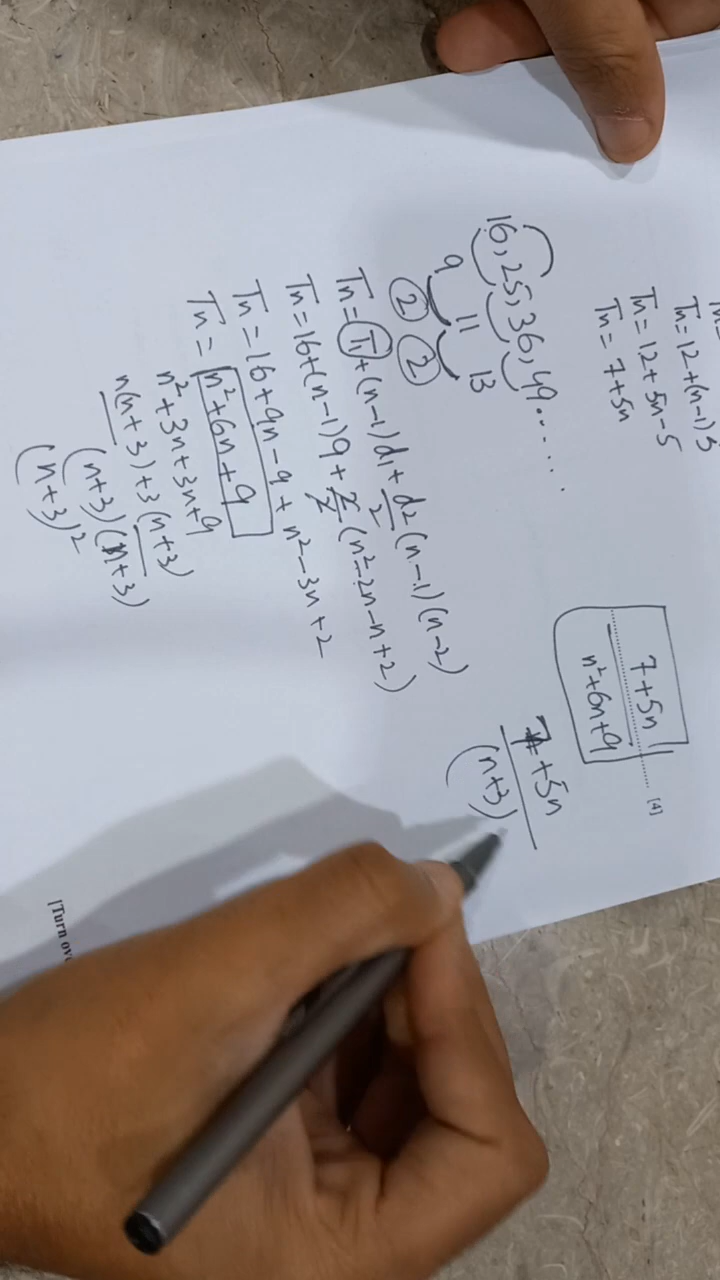 Tn = 12 + (n-1)5
Tn = 12 + 5n - 5
Tn = 7 + 5n
7+5n
n²+6n+9
[4]
16, 25, 36, 49......
9 11 13
2 2
Tn = T1 + (n-1)d1 + d2/2 (n-1)(n-2)
Tn = 16 + (n-1)9 + 2/2 (n²-2n-n+2)
Tn = 16 + 9n - 9 + n² - 3n + 2
Tn = n² + 6n + 9
n² + 3n + 3n + 9
n(n+3) + 3(n+3)
(n+3)(n+3)
(n+3)²
7+5n
(n+3)
[Turn ov